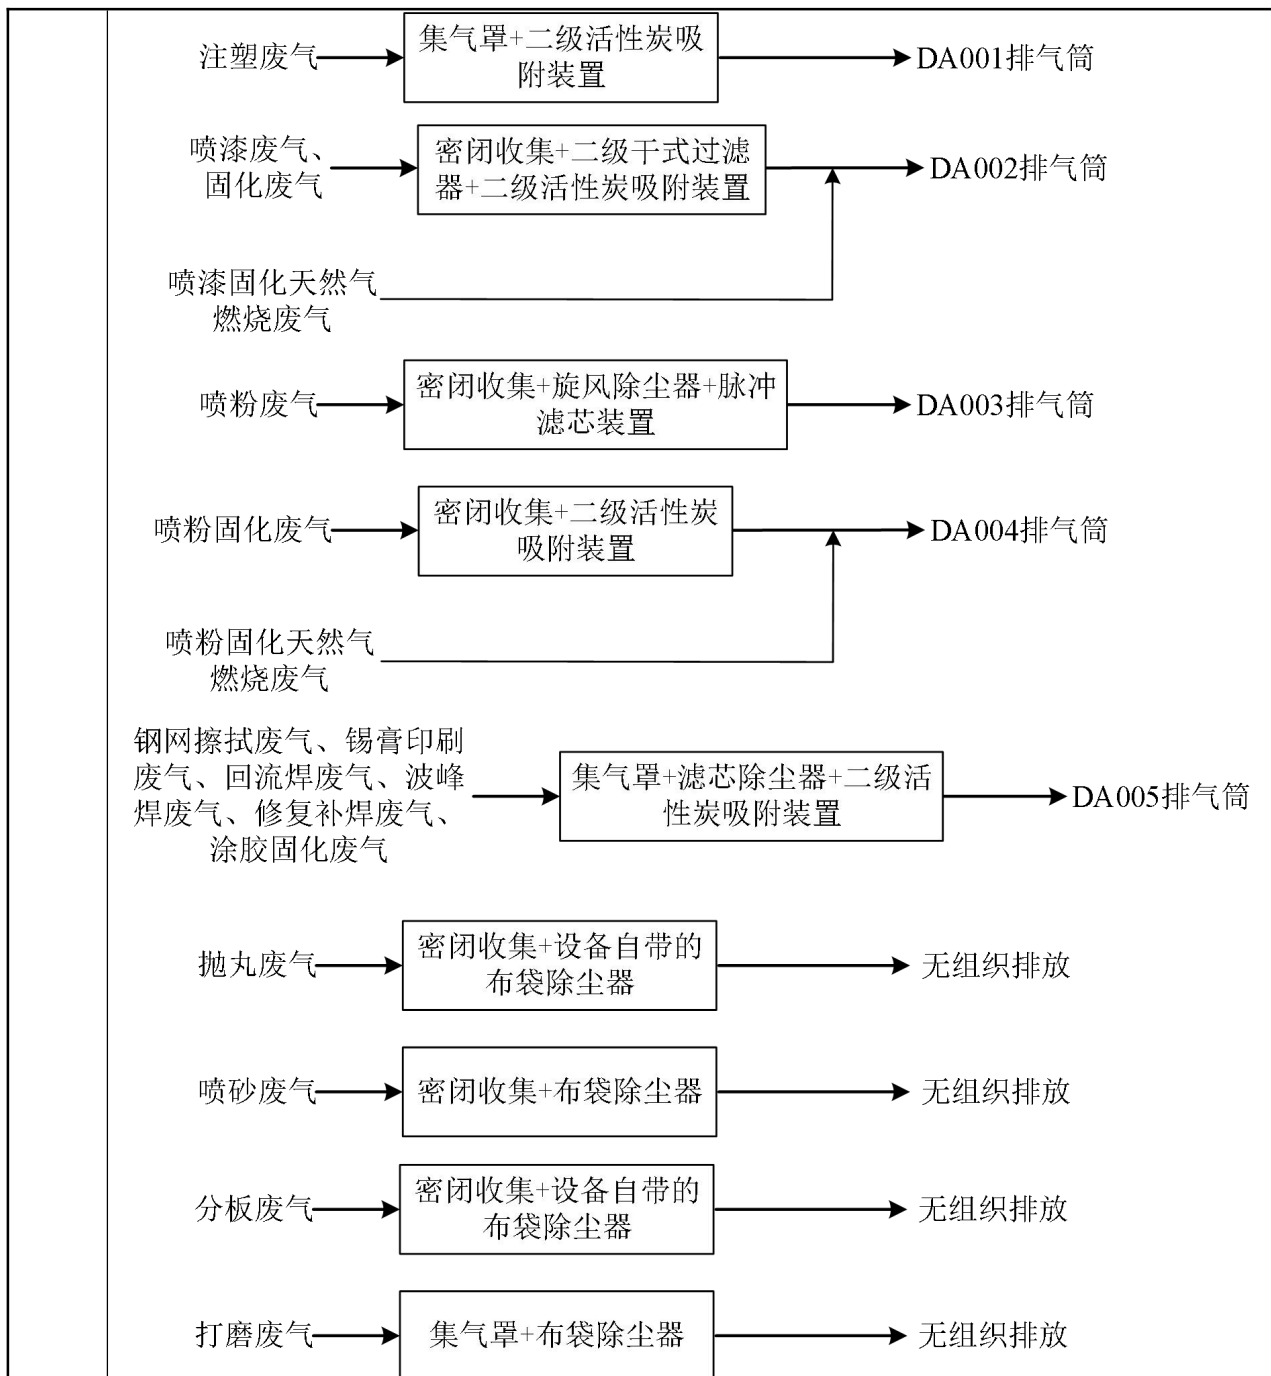 注塑废气
集气罩+二级活性炭吸
附装置
DA001排气筒
喷漆废气、
固化废气
密闭收集+二级干式过滤
器+二级活性炭吸附装置
DA002排气筒
喷漆固化天然气
燃烧废气
喷粉废气
密闭收集+旋风除尘器+脉冲
滤芯装置
DA003排气筒
喷粉固化废气
密闭收集+二级活性炭
吸附装置
DA004排气筒
喷粉固化天然气
燃烧废气
钢网擦拭废气、锡膏印刷
废气、回流焊废气、波峰
焊废气、修复补焊废气、
涂胶固化废气
集气罩+滤芯除尘器+二级活
性炭吸附装置
DA005排气筒
抛丸废气
密闭收集+设备自带的
布袋除尘器
无组织排放
喷砂废气
密闭收集+布袋除尘器
无组织排放
分板废气
密闭收集+设备自带的
布袋除尘器
无组织排放
打磨废气
集气罩+布袋除尘器
无组织排放